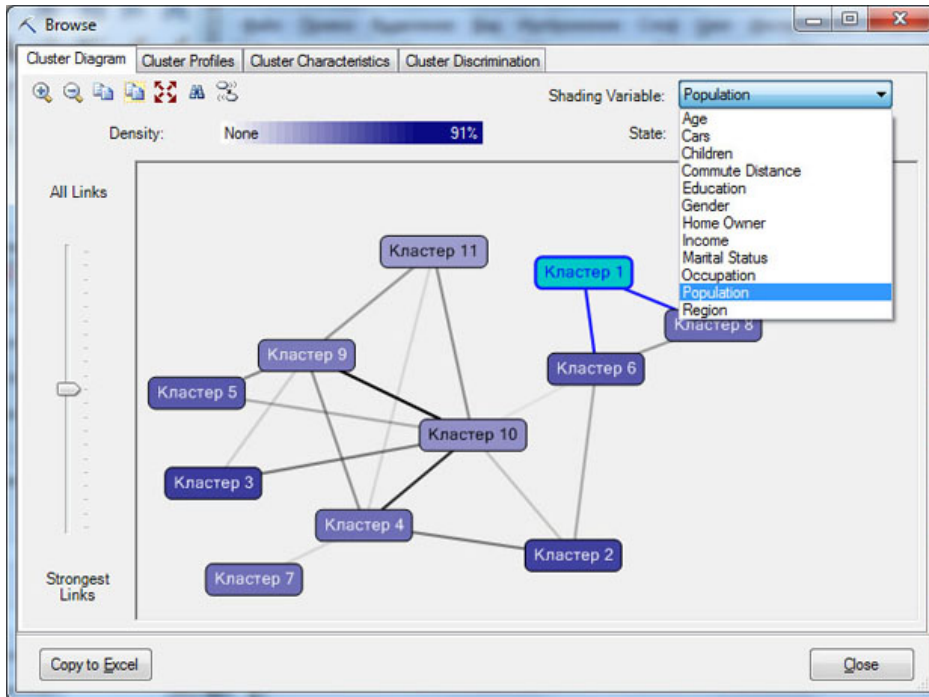 Browse
Cluster Diagram Cluster Profiles Cluster Characteristics Cluster Discrimination
Shading Variable: Population
Density: None 91% State:
Age
Cars
Children
Commute Distance
Education
Gender
Home Owner
Income
Marital Status
Occupation
Population
Region
All Links
Strongest
Links
Кластер 11
Кластер 1
Кластер 8
Кластер 9
Кластер 6
Кластер 5
Кластер 10
Кластер 3
Кластер 4
Кластер 2
Кластер 7
Copy to Excel
Close